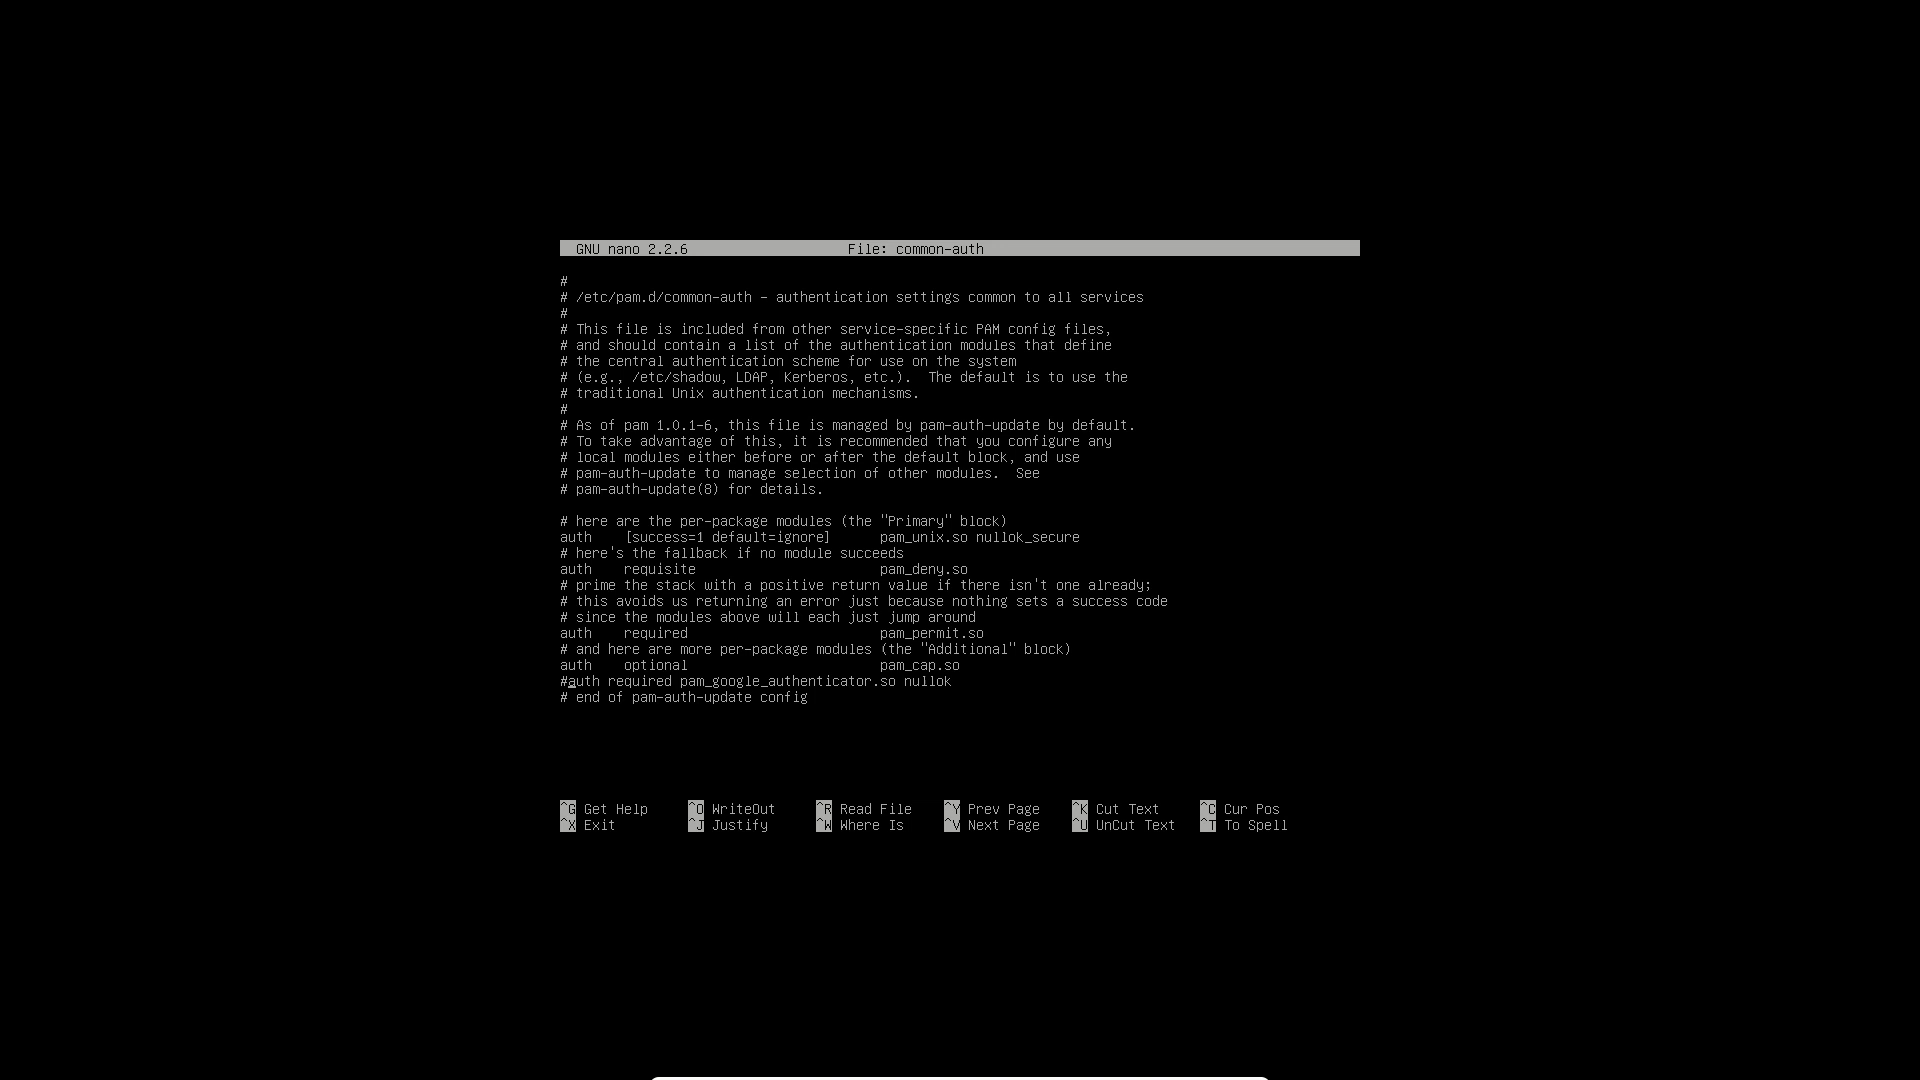 GNU nano 2.2.6 File: common-auth
#
# /etc/pam.d/common-auth - authentication settings common to all services
#
# This file is included from other service-specific PAM config files,
# and should contain a list of the authentication modules that define
# the central authentication scheme for use on the system
# (e.g., /etc/shadow, LDAP, Kerberos, etc.).  The default is to use the
# traditional Unix authentication mechanisms.
#
# As of pam 1.0.1-6, this file is managed by pam-auth-update by default.
# To take advantage of this, it is recommended that you configure any
# local modules either before or after the default block, and use
# pam-auth-update to manage selection of other modules.  See
# pam-auth-update(8) for details.
# here are the per-package modules (the "Primary" block)
auth    [success=1 default=ignore]      pam_unix.so nullok_secure
# here's the fallback if no module succeeds
auth    requisite                       pam_deny.so
# prime the stack with a positive return value if there isn't one already;
# this avoids us returning an error just because nothing sets a success code
# since the modules above will each just jump around
auth    required                        pam_permit.so
# and here are more per-package modules (the "Additional" block)
auth    optional                        pam_cap.so
#auth required pam_google_authenticator.so nullok
# end of pam-auth-update config
^G Get Help ^O WriteOut ^R Read File ^Y Prev Page ^K Cut Text ^C Cur Pos
^X Exit ^J Justify ^W Where Is ^V Next Page ^U UnCut Text ^T To Spell